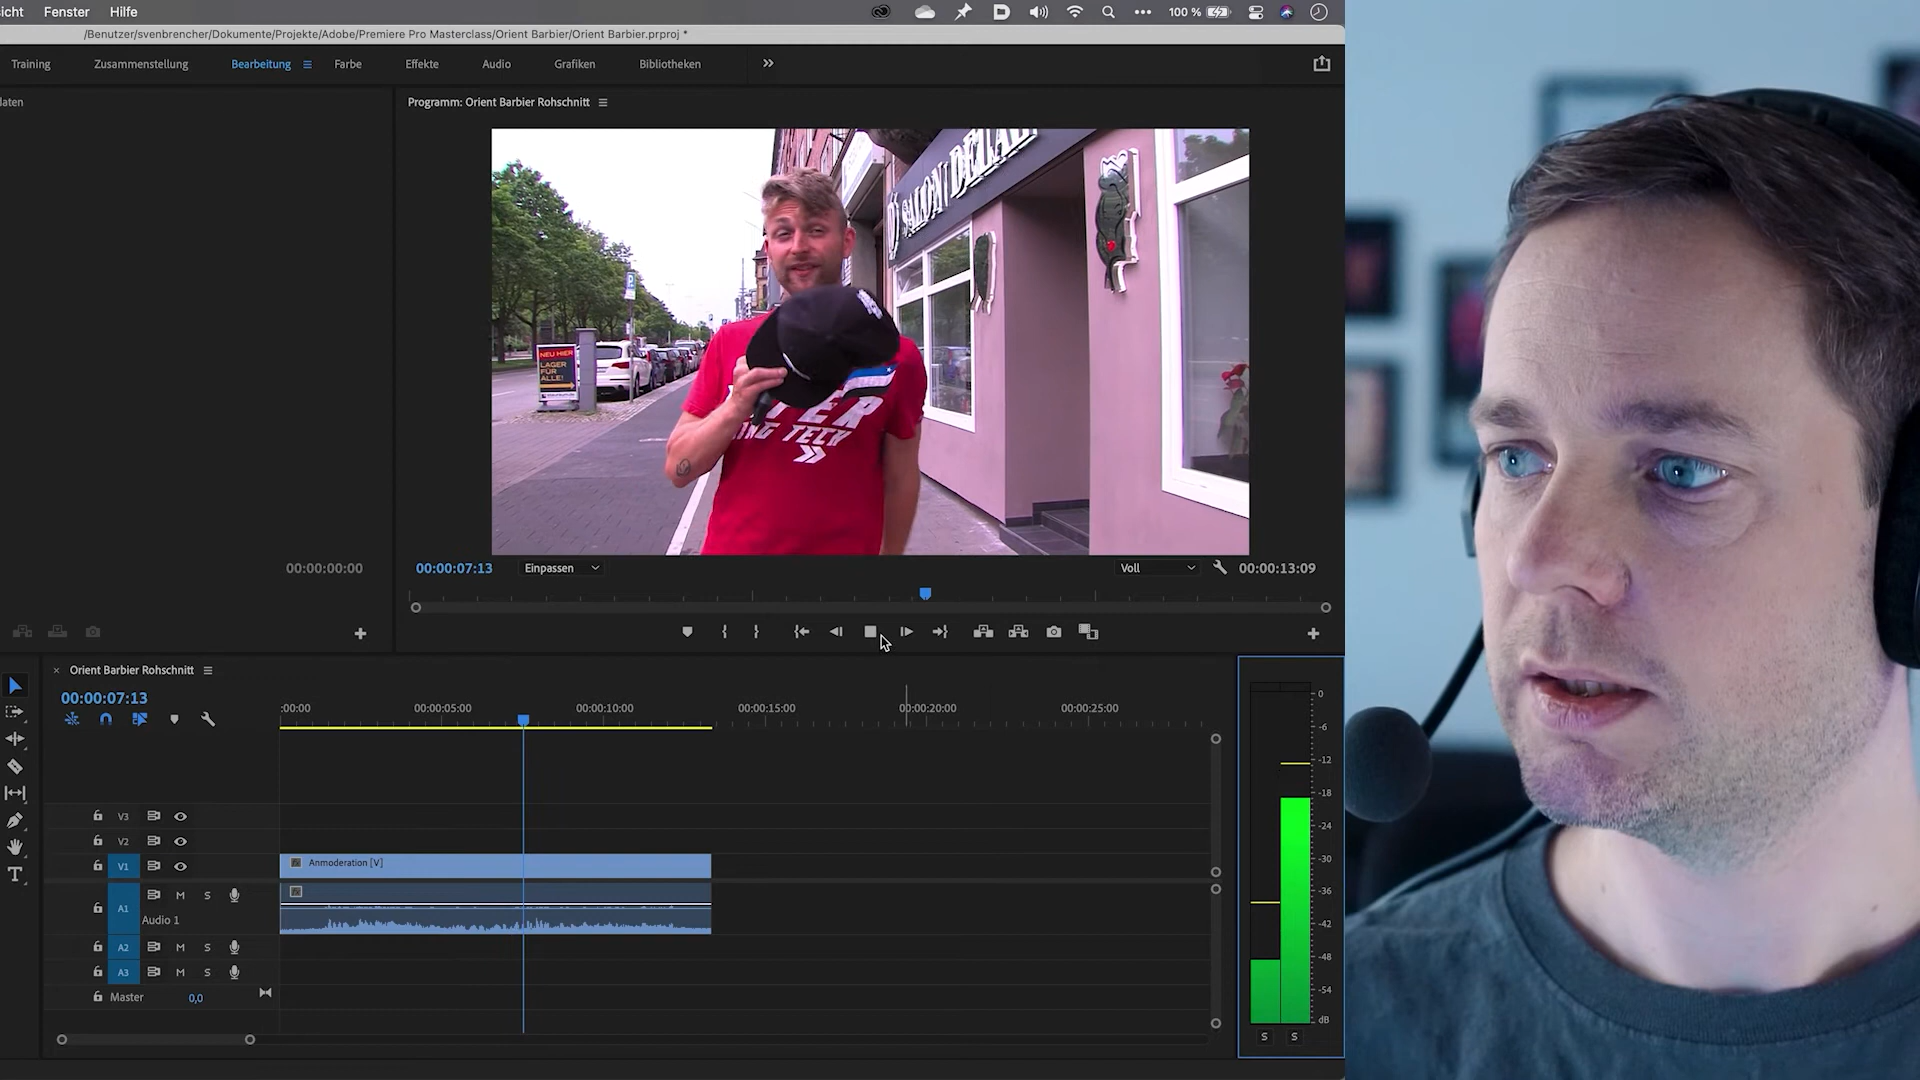 icht Fenster Hilfe 100 %
/Benutzer/svenbrencher/Dokumente/Projekte/Adobe/Premiere Pro Masterclass/Orient Barbier/Orient Barbier.prproj *
Training Zusammenstellung Bearbeitung Farbe Effekte Audio Grafiken Bibliotheken
laten
Programm: Orient Barbier Rohschnitt
SALON DELAL
NEU HIER
LAGER
FÜR
ALLE!
TECH
00:00:00:00
00:00:07:13 Einpassen Voll 00:00:13:09
× Orient Barbier Rohschnitt
00:00:07:13
:00:00 00:00:05:00 00:00:10:00 00:00:15:00 00:00:20:00 00:00:25:00
V3
V2
V1 Anmoderation [V]
A1 M S
Audio 1
A2 M S
A3 M S
Master 0,0
0
-6
-12
-18
-24
-30
-36
-42
-48
-54
dB
S S